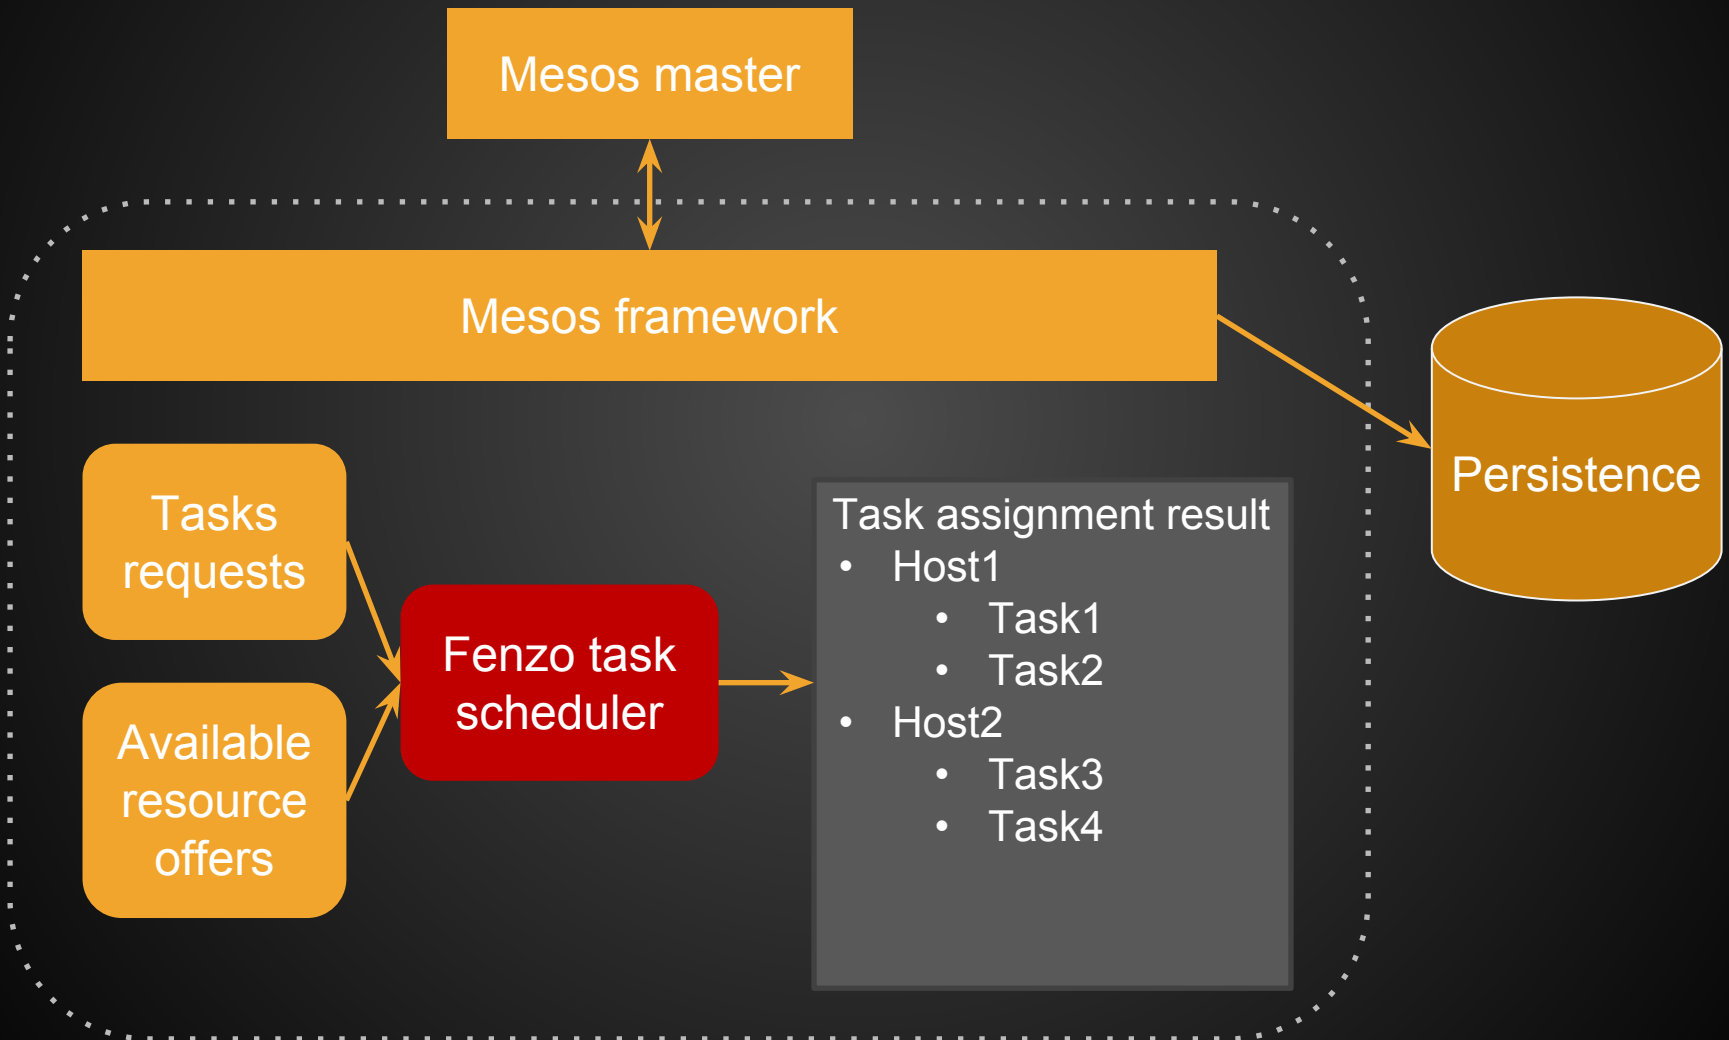 Mesos master
Mesos framework
Persistence
Tasks
requests
Available
resource
offers
Fenzo task
scheduler
Task assignment result
• Host1
• Task1
• Task2
• Host2
• Task3
• Task4